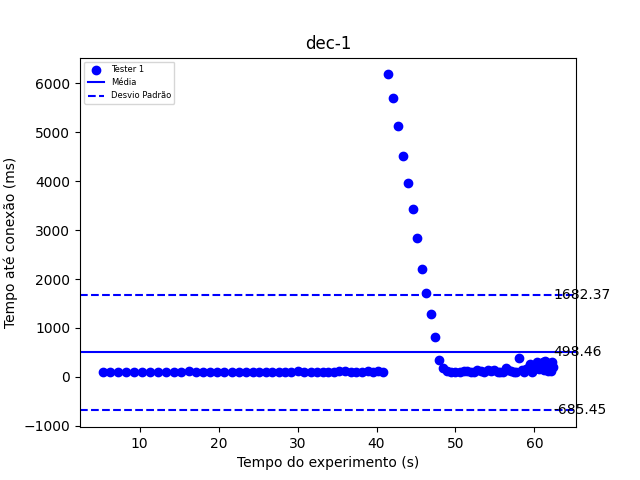 dec-1
Tester 1
Média
Desvio Padrão
6000
5000
4000
3000
2000
1000
0
−1000
1682.37
498.46
-685.45
10
20
30
40
50
60
Tempo até conexão (ms)
Tempo do experimento (s)